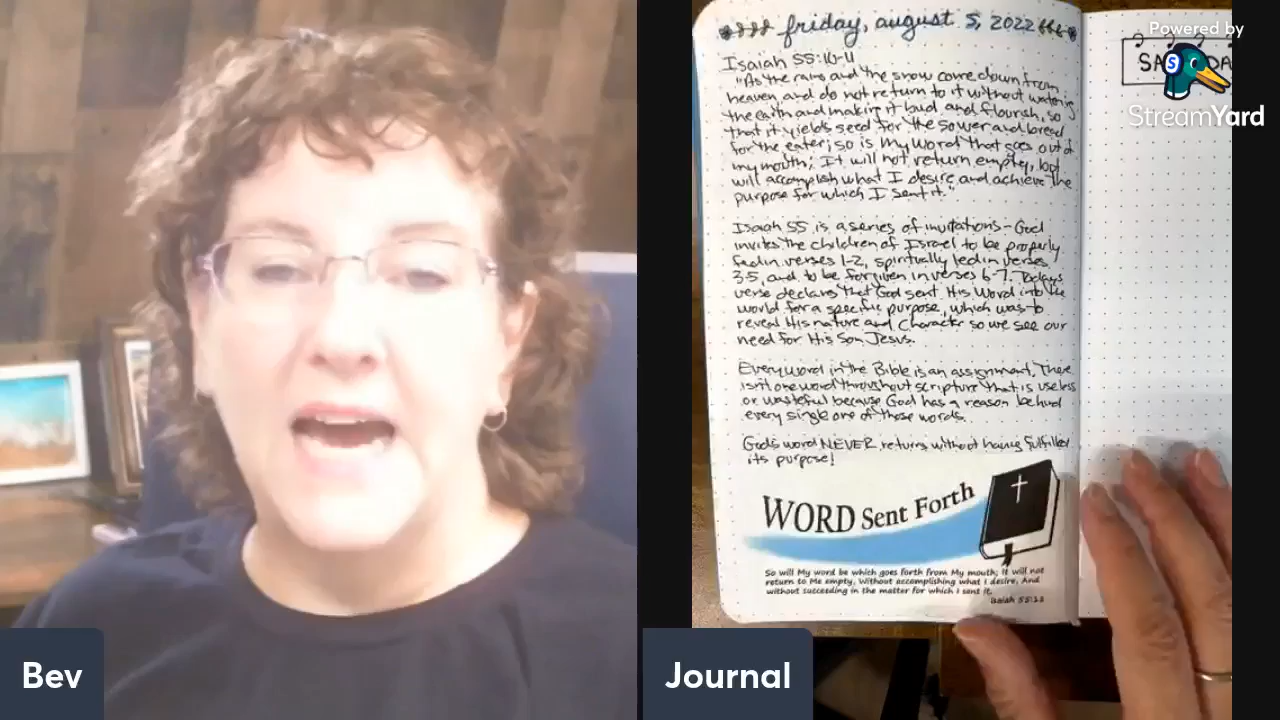 friday, august 5, 2022
Isaiah 55:10-11
"As the rain and the snow come down from
heaven and do not return to it without watering
the earth and making it bud and flourish, so
that it yields seed for the sower and bread
for the eater; so is my word that goes out of
my mouth; It will not return empty, but
will accomplish what I desire and achieve the
purpose for which I sent it."
Isaiah 55 is a series of invitations - God
invites the children of Israel to be properly
fed in verses 1-2, spiritually led in verses
3-5, and to be forgiven in verses 6-7. Today's
verse declares that God sent His Word into the
world for a specific purpose, which was to
reveal His nature and character so we see our
need for His Son Jesus.
Every word in the Bible is an assignment. There
isn't one word throughout scripture that is useless
or wasteful because God has a reason behind
every single one of those words.
God's word NEVER returns without having fulfilled
its purpose!
WORD Sent Forth
So will My word be which goes forth from My mouth; it will not
return to Me empty, Without accomplishing what I desire, And
without succeeding in the matter for which I sent it.
Isaiah 55:11
Powered by
StreamYard
Bev
Journal